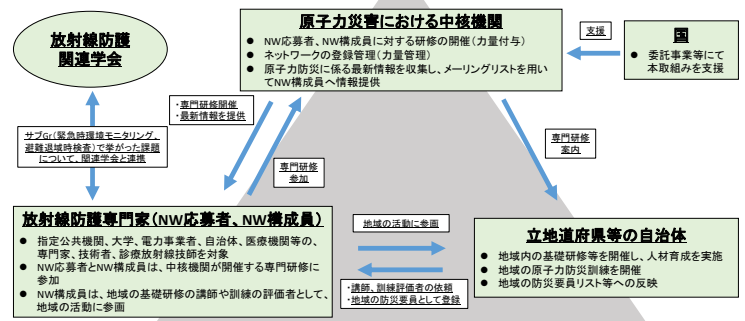 放射線防護
関連学会
原子力災害における中核機関
● NW応募者、NW構成員に対する研修の開催(力量付与)
● ネットワークの登録管理(力量管理)
● 原子力防災に係る最新情報を収集し、メーリングリストを用い
てNW構成員へ情報提供
支援
国
● 委託事業等にて
本取組みを支援
・専門研修開催
・最新情報を提供
サブGr(緊急時環境モニタリング、
避難退域時検査)で挙がった課題
について、関連学会と連携
専門研修
参加
専門研修
案内
放射線防護専門家(NW応募者、NW構成員)
● 指定公共機関、大学、電力事業者、自治体、医療機関等の、
専門家、技術者、診療放射線技師を対象
● NW応募者とNW構成員は、中核機関が開催する専門研修に
参加
● NW構成員は、地域の基礎研修の講師や訓練の評価者として、
地域の活動に参画
地域の活動に参画
・講師、訓練評価者の依頼
・地域の防災要員として登録
立地道府県等の自治体
● 地域内の基礎研修等を開催し、人材育成を実施
● 地域の原子力防災訓練を開催
● 地域の防災要員リスト等への反映